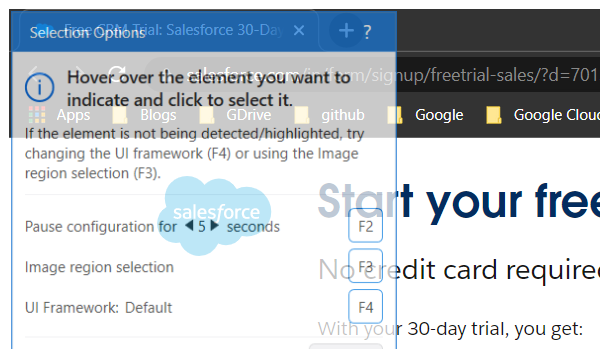 Free CRM Trial: Salesforce 30-Day
Selection Options ?
salesforce.com/form/signup/freetrial-sales/?d=701
Hover over the element you want to
indicate and click to select it.
Apps Blogs GDrive github Google Google Cloud
If the element is not being detected/highlighted, try
changing the UI framework (F4) or using the Image
region selection (F3).
Start your free
salesforce
Pause configuration for 5 seconds F2
Image region selection F3
No credit card required
UI Framework: Default F4
With your 30-day trial, you get: